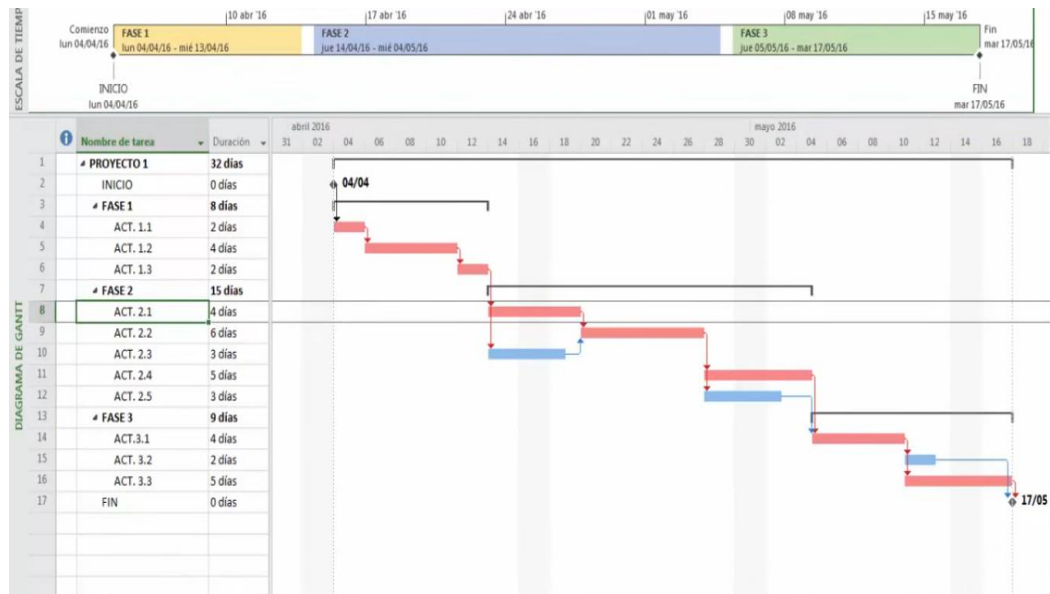 ESCALA DE TIEMP
10 abr '16 17 abr '16 24 abr '16 01 may '16 08 may '16 15 may '16
Comienzo
lun 04/04/16
FASE 1
lun 04/04/16 - mié 13/04/16
FASE 2
jue 14/04/16 - mié 04/05/16
FASE 3
jue 05/05/16 - mar 17/05/16
Fin
mar 17/05/16
INICIO
lun 04/04/16
FIN
mar 17/05/16
DIAGRAMA DE GANTT
Nombre de tarea Duración
abril 2016 mayo 2016
31 02 04 06 08 10 12 14 16 18 20 22 24 26 28 30 02 04 06 08 10 12 14 16 18
1 PROYECTO 1 32 días
2 INICIO 0 días 04/04
3 FASE 1 8 días
4 ACT. 1.1 2 días
5 ACT. 1.2 4 días
6 ACT. 1.3 2 días
7 FASE 2 15 días
8 ACT. 2.1 4 días
9 ACT. 2.2 6 días
10 ACT. 2.3 3 días
11 ACT. 2.4 5 días
12 ACT. 2.5 3 días
13 FASE 3 9 días
14 ACT.3.1 4 días
15 ACT. 3.2 2 días
16 ACT. 3.3 5 días
17 FIN 0 días 17/05